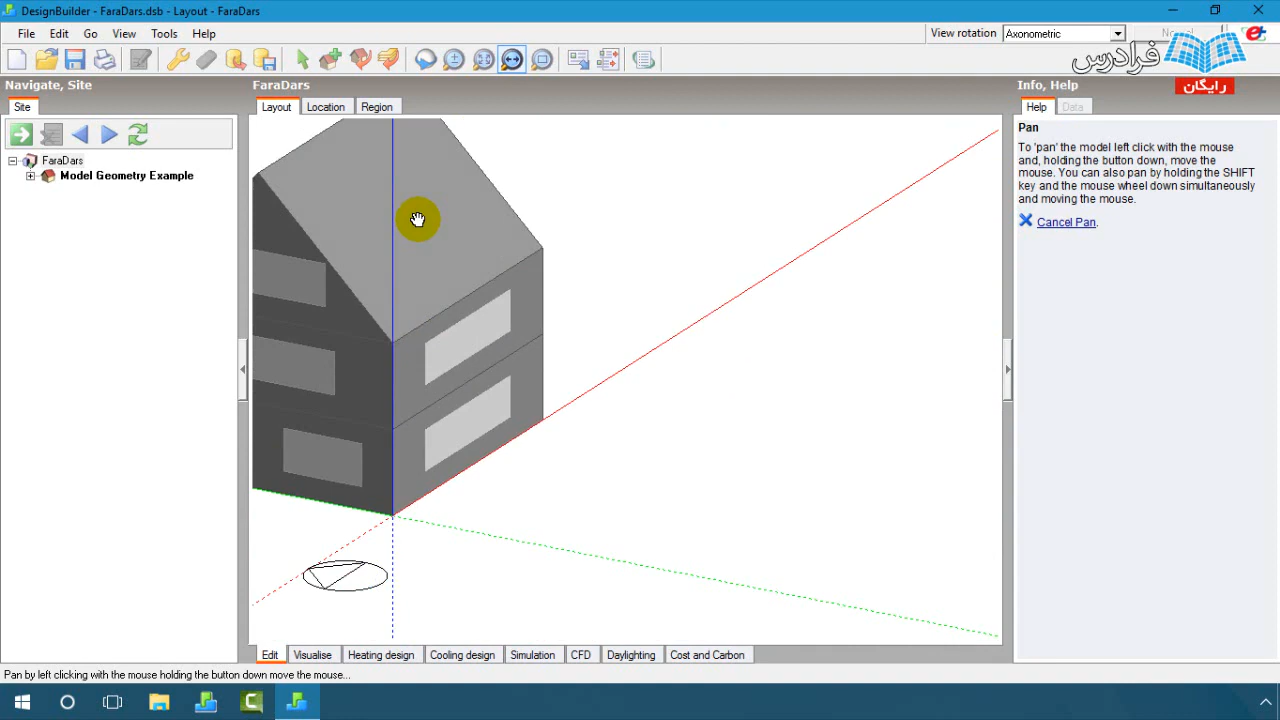 DesignBuilder - FaraDars.dsb - Layout - FaraDars
File Edit Go View Tools Help
View rotation Axonometric Normal
فرادرس
رایگان
Navigate, Site
FaraDars
Info, Help
Site
Layout Location Region
Help Data
FaraDars
Model Geometry Example
Pan
To 'pan' the model left click with the mouse
and, holding the button down, move the
mouse. You can also pan by holding the SHIFT
key and the mouse wheel down simultaneously
and moving the mouse.
Cancel Pan.
Edit Visualise Heating design Cooling design Simulation CFD Daylighting Cost and Carbon
Pan by left clicking with the mouse holding the button down move the mouse...